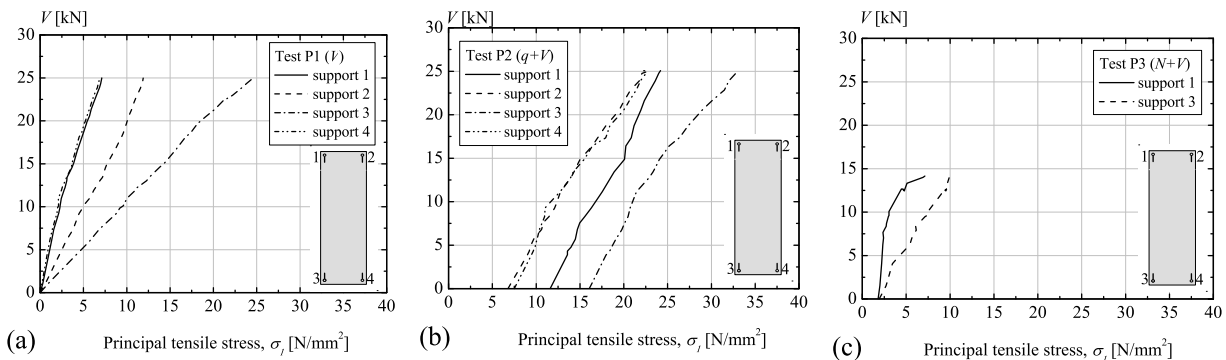 V [kN]
30
25
20
15
10
5
0
0 5 10 15 20 25 30 35 40
Test P1 (V)
support 1
support 2
support 3
support 4
1 2
3 4
(a) Principal tensile stress, σI [N/mm²]
V [kN]
30
25
20
15
10
5
0
0 5 10 15 20 25 30 35 40
Test P2 (q+V)
support 1
support 2
support 3
support 4
1 2
3 4
(b) Principal tensile stress, σI [N/mm²]
V [kN]
30
25
20
15
10
5
0
0 5 10 15 20 25 30 35 40
Test P3 (N+V)
support 1
support 3
1 2
3 4
(c) Principal tensile stress, σI [N/mm²]